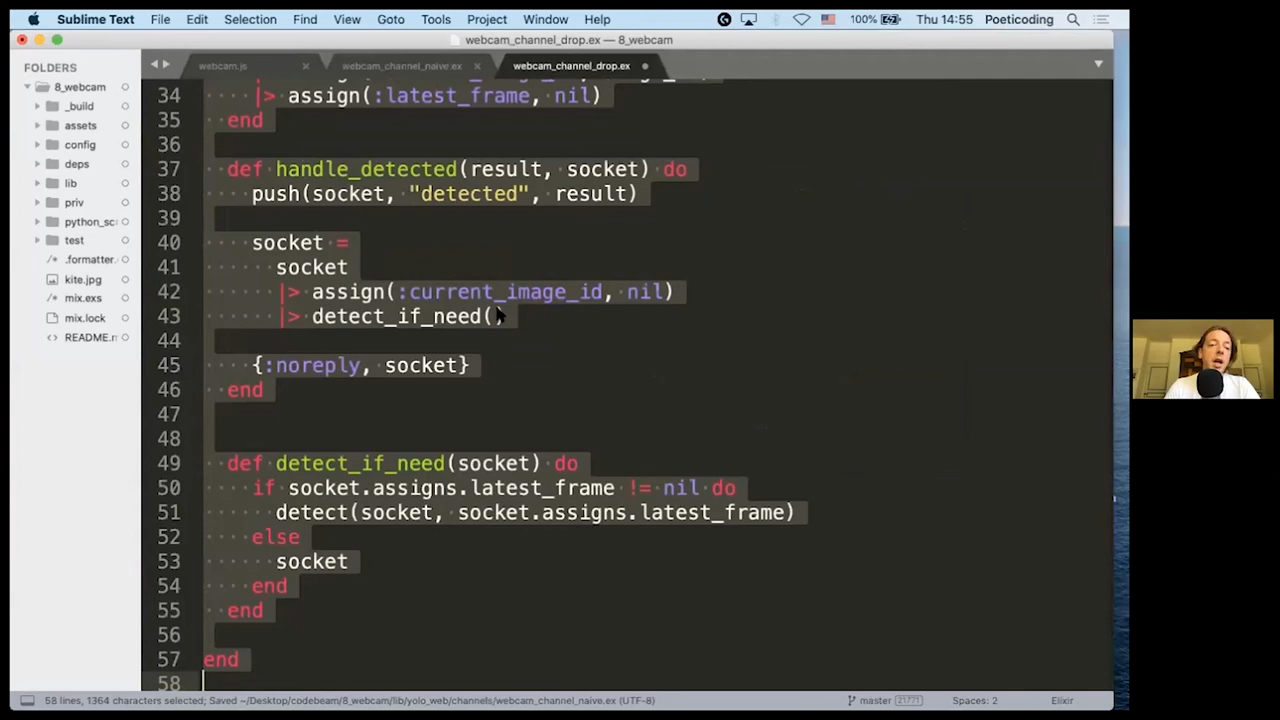 Sublime Text File Edit Selection Find View Goto Tools Project Window Help 100% Thu 14:55 Poeticoding
webcam_channel_drop.ex — 8_webcam
FOLDERS
8_webcam
_build
assets
config
deps
lib
priv
python_sc
test
.formatter.
kite.jpg
mix.exs
mix.lock
README.m
webcam.js
webcam_channel_naive.ex
webcam_channel_drop.ex
34 |> assign(:latest_frame, nil)
35 end
36
37 def handle_detected(result, socket) do
38 push(socket, "detected", result)
39
40 socket =
41 socket
42 |> assign(:current_image_id, nil)
43 |> detect_if_need()
44
45 {:noreply, socket}
46 end
47
48
49 def detect_if_need(socket) do
50 if socket.assigns.latest_frame != nil do
51 detect(socket, socket.assigns.latest_frame)
52 else
53 socket
54 end
55 end
56
57 end
58
58 lines, 1364 characters selected; Saved ~/Desktop/codebeam/8_webcam/lib/yolo_web/channels/webcam_channel_naive.ex (UTF-8) master 21771 Spaces: 2 Elixir